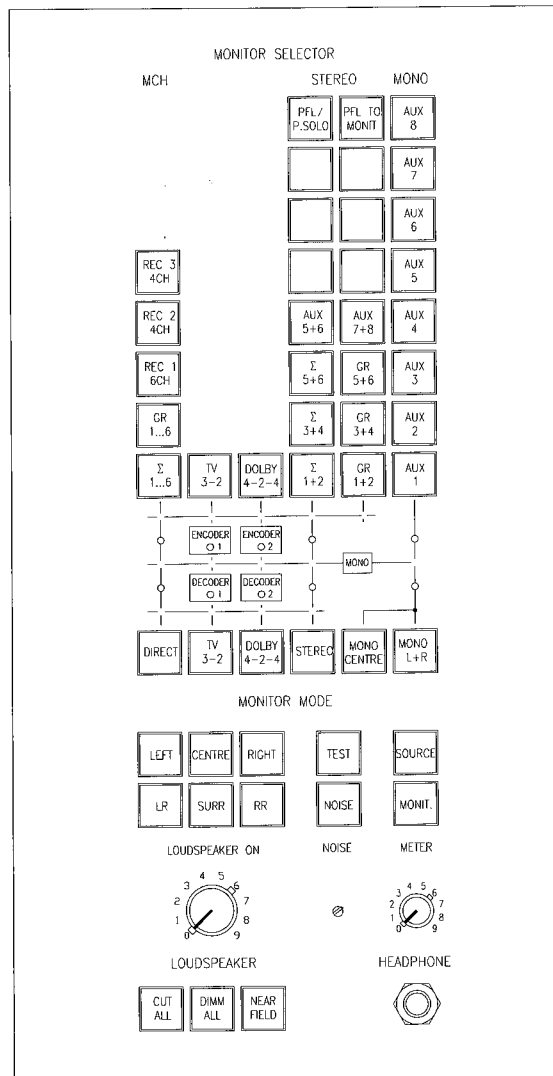 MONITOR SELECTOR
MCH STEREO MONO
PFL/ P.SOLO
PFL TO MONIT
AUX 8
AUX 7
AUX 6
REC 3 4CH
AUX 5
REC 2 4CH
AUX 5+6
AUX 7+8
AUX 4
REC 1 6CH
Σ 5+6
GR 5+6
AUX 3
GR 1...6
Σ 3+4
GR 3+4
AUX 2
Σ 1...6
TV 3-2
DOLBY 4-2-4
Σ 1+2
GR 1+2
AUX 1
ENCODER 1
ENCODER 2
MONO
DECODER 1
DECODER 2
DIRECT
TV 3-2
DOLBY 4-2-4
STEREO
MONO CENTRE
MONO L+R
MONITOR MODE
LEFT CENTRE RIGHT TEST SOURCE
LR SURR RR NOISE MONIT.
LOUDSPEAKER ON NOISE METER
0 1 2 3 4 5 6 7 8 9
0 1 2 3 4 5 6 7 8 9
LOUDSPEAKER HEADPHONE
CUT ALL
DIMM ALL
NEAR FIELD